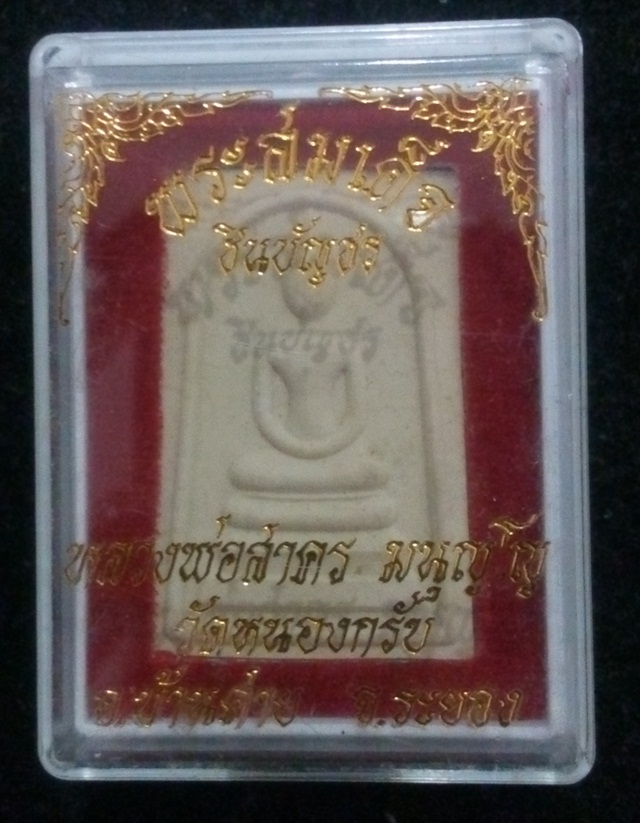 พระสมเด็จ
ชินบัญชร
หลวงพ่อสาคร มนุญฺโญ
วัดหนองกรับ
อ.บ้านค่าย จ.ระยอง